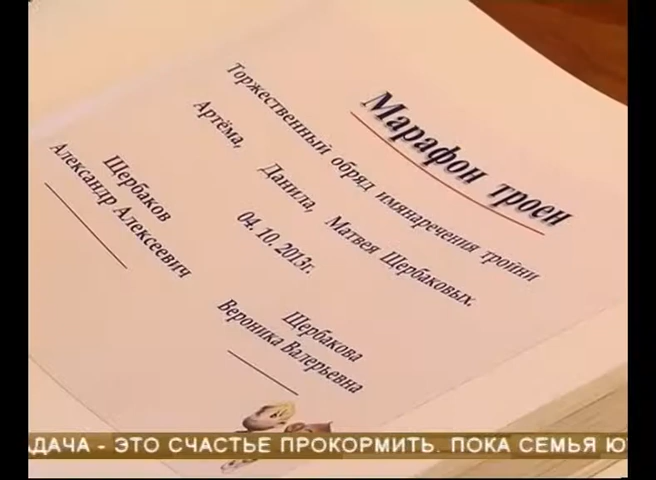 Марафон троен
Торжественный обряд имянаречения тройни
Артёма, Данила, Матвея Щербаковых.
04. 10. 2013г.
Щербаков
Александр Алексеевич
Щербакова
Вероника Валерьевна
АДАЧА - ЭТО СЧАСТЬЕ ПРОКОРМИТЬ. ПОКА СЕМЬЯ Ю